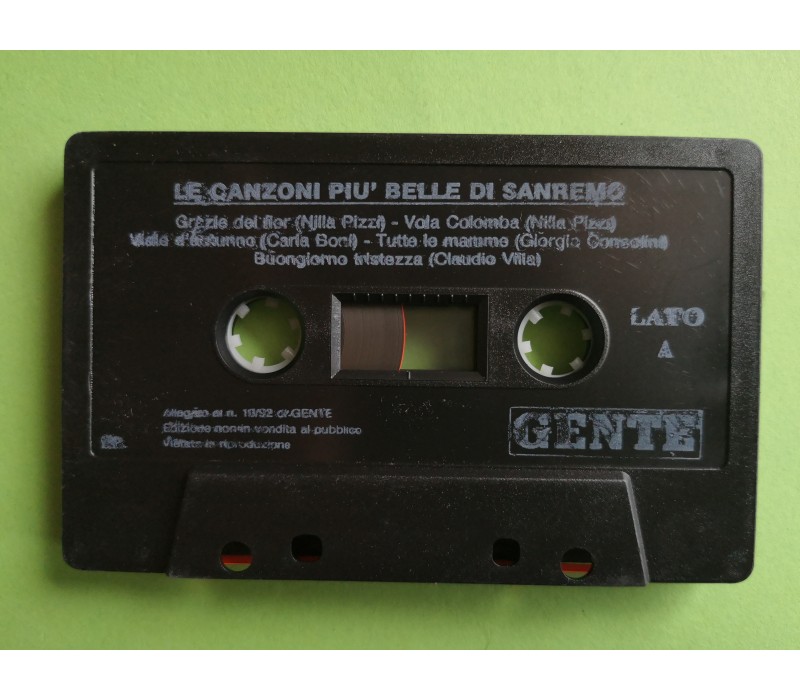 LE CANZONI PIU' BELLE DI SANREMO
Grazie dei fior (Nilla Pizzi) - Vola Colomba (Nilla Pizzi)
Viale d'autunno (Carla Boni) - Tutte le mamme (Giorgio Consolini)
Buongiorno tristezza (Claudio Villa)
LATO
A
Allegato al n. 10/92 di GENTE
Edizione non in vendita al pubblico
Vietata la riproduzione
GENTE